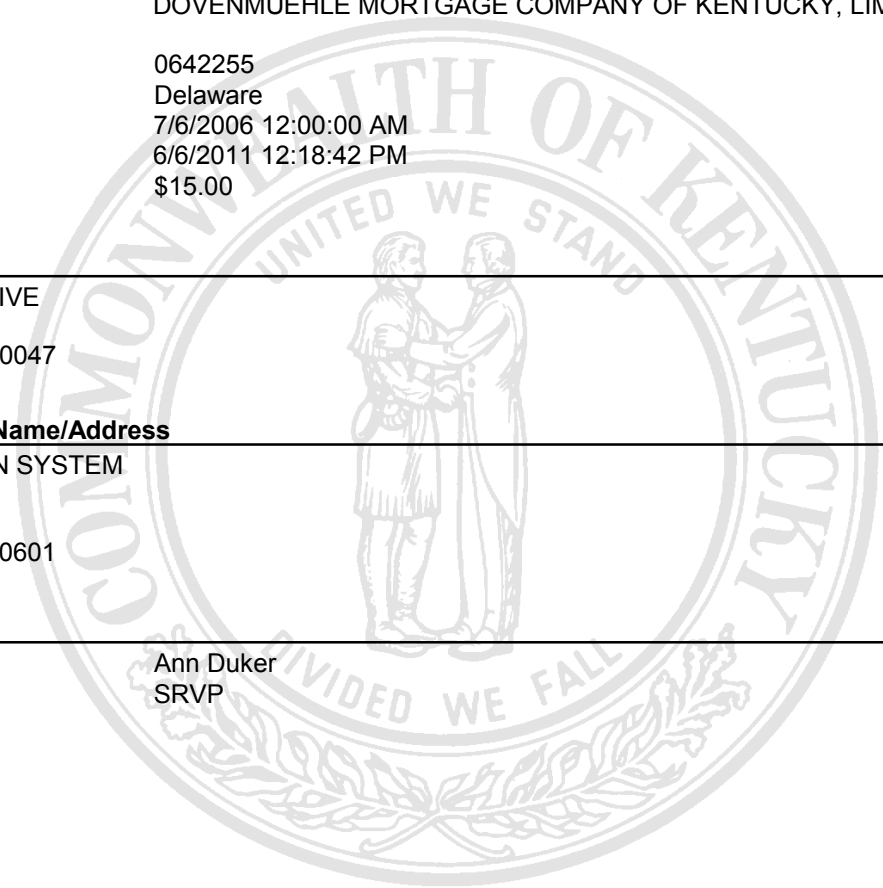 DOVENMUEHLE MORTGAGE COMPANY OF KENTUCKY, LIM
0642255
Delaware
7/6/2006 12:00:00 AM
6/6/2011 12:18:42 PM
$15.00
IVE
0047
Name/Address
N SYSTEM
0601
Ann Duker
SRVP
COMMONWEALTH OF KENTUCKY
UNITED WE STAND
DIVIDED WE FALL